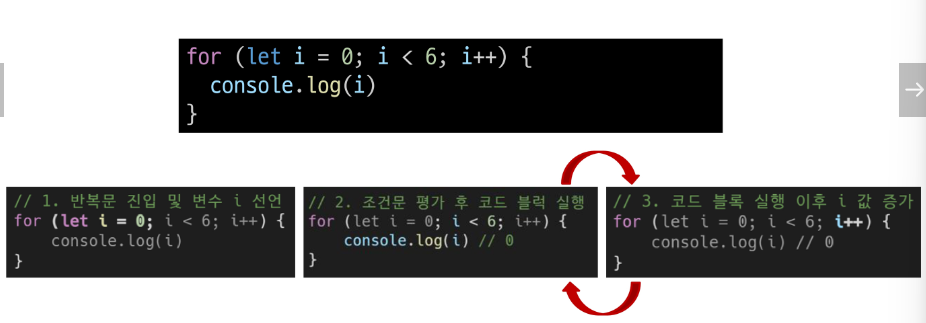 for (let i = 0; i < 6; i++) {
  console.log(i)
}
// 1. 반복문 진입 및 변수 i 선언
for (let i = 0; i < 6; i++) {
    console.log(i)
}
// 2. 조건문 평가 후 코드 블럭 실행
for (let i = 0; i < 6; i++) {
    console.log(i) // 0
}
// 3. 코드 블록 실행 이후 i 값 증가
for (let i = 0; i < 6; i++) {
    console.log(i) // 0
}